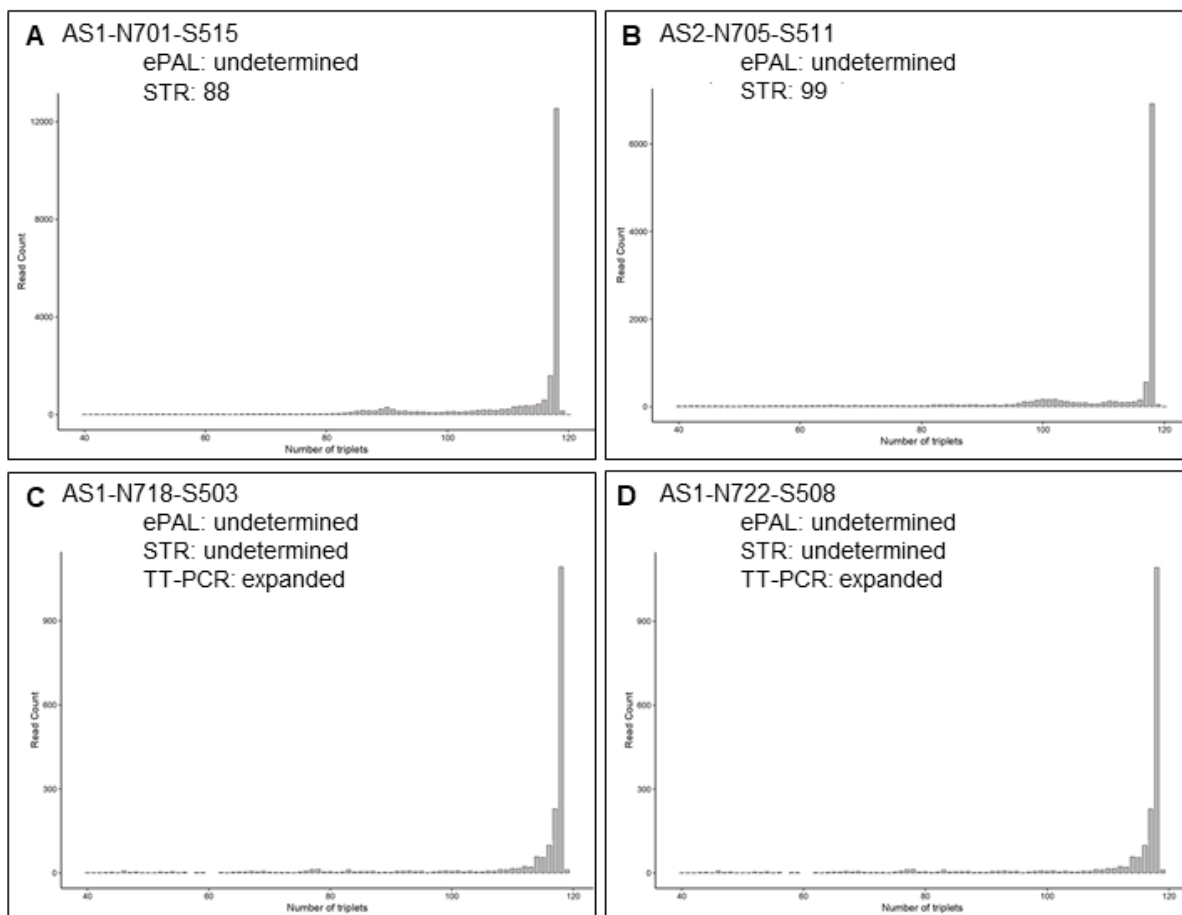 A AS1-N701-S515
ePAL: undetermined
STR: 88
12000
8000
4000
0
Read Count
40 60 80 100 120
Number of triplets
B AS2-N705-S511
ePAL: undetermined
STR: 99
6000
4000
2000
0
Read Count
40 60 80 100 120
Number of triplets
C AS1-N718-S503
ePAL: undetermined
STR: undetermined
TT-PCR: expanded
900
600
300
0
Read Count
40 60 80 100 120
Number of triplets
D AS1-N722-S508
ePAL: undetermined
STR: undetermined
TT-PCR: expanded
900
600
300
0
Read Count
40 60 80 100 120
Number of triplets